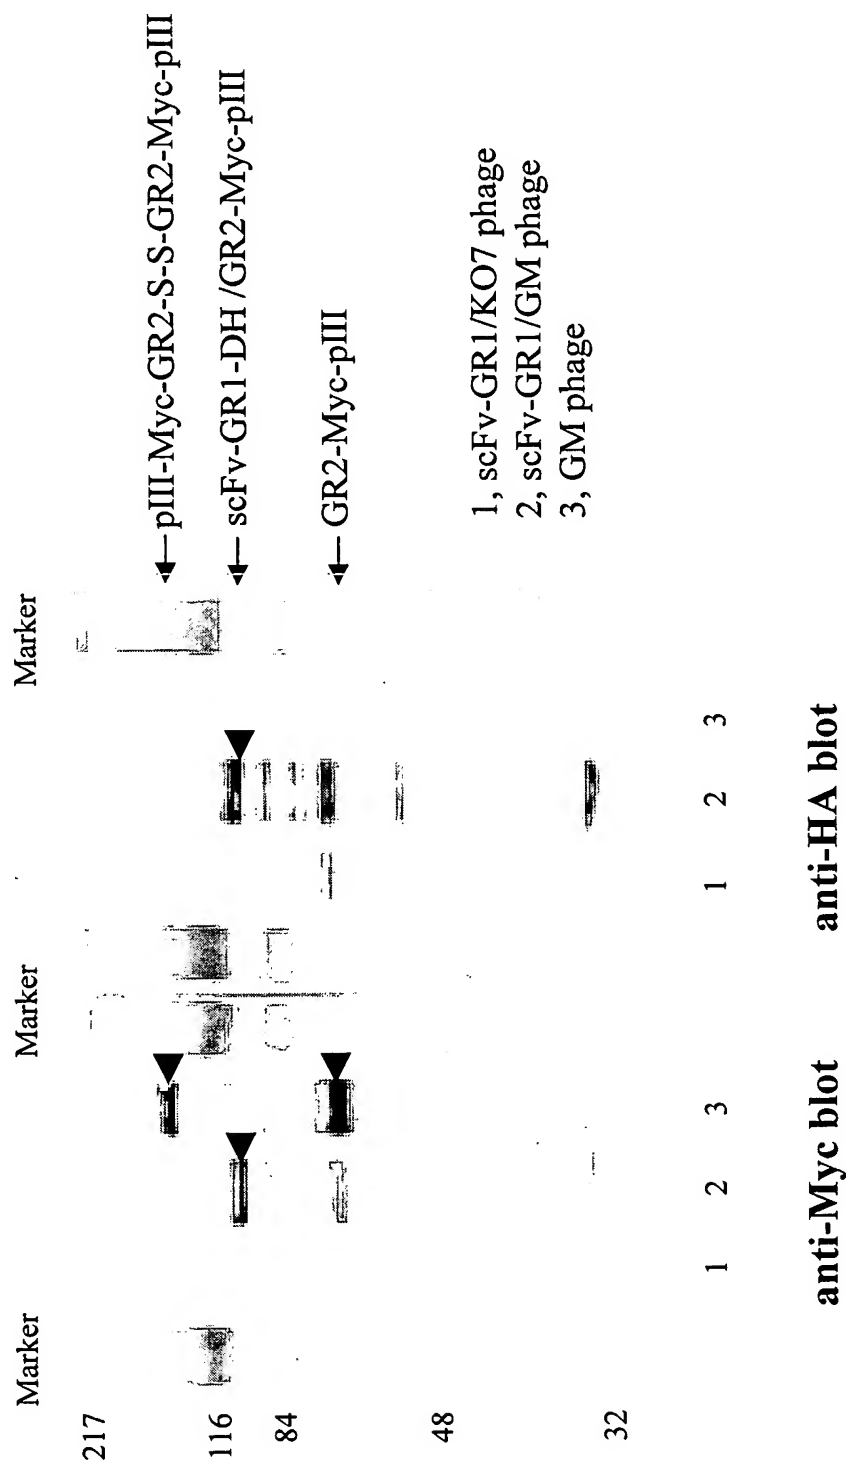 Marker
Marker
Marker
217
116
84
48
32
pIII-Myc-GR2-S-S-GR2-Myc-pIII
scFv-GR1-DH /GR2-Myc-pIII
GR2-Myc-pIII
1, scFv-GR1/KO7 phage
2, scFv-GR1/GM phage
3, GM phage
1 2 3
1 2 3
anti-Myc blot
anti-HA blot